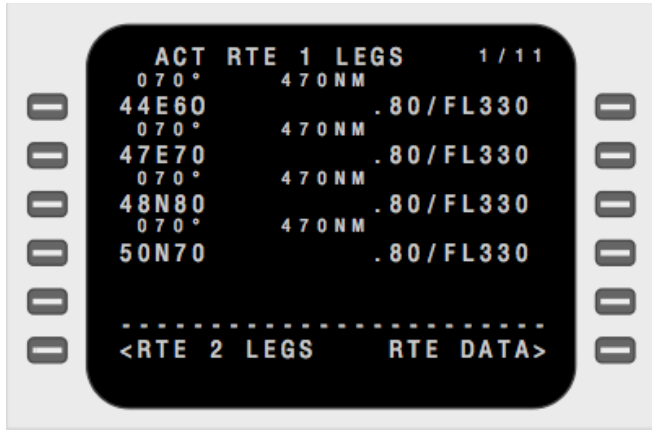 ACT RTE 1 LEGS 1/11
070° 470NM
44E60 .80/FL330
070° 470NM
47E70 .80/FL330
070° 470NM
48N80 .80/FL330
070° 470NM
50N70 .80/FL330
------------------------
<RTE 2 LEGS RTE DATA>